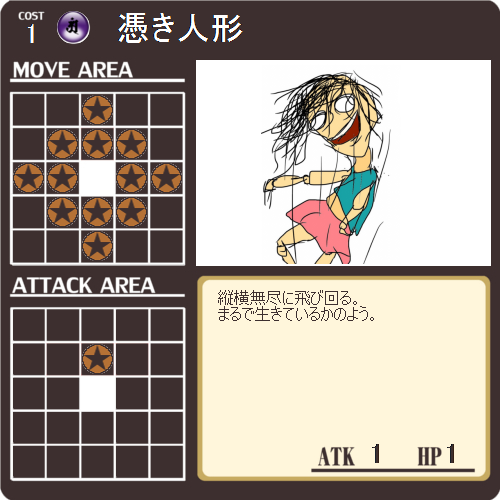 COST
1
憑き人形
MOVE AREA
ATTACK AREA
縦横無尽に飛び回る。
まるで生きているかのよう。
ATK 1 HP 1